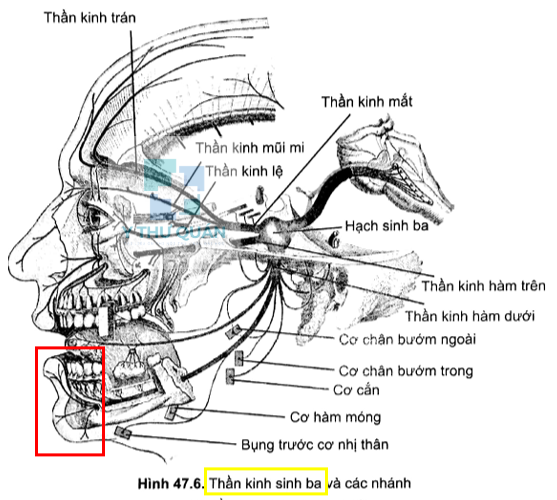 Thần kinh trán
Thần kinh mắt
Thần kinh mũi mi
Thần kinh lệ
Y THƯ QUÁN
Hạch sinh ba
Thần kinh hàm trên
Thần kinh hàm dưới
Cơ chân bướm ngoài
Cơ chân bướm trong
Cơ cắn
Cơ hàm móng
Bụng trước cơ nhị thân
Hình 47.6. Thần kinh sinh ba và các nhánh